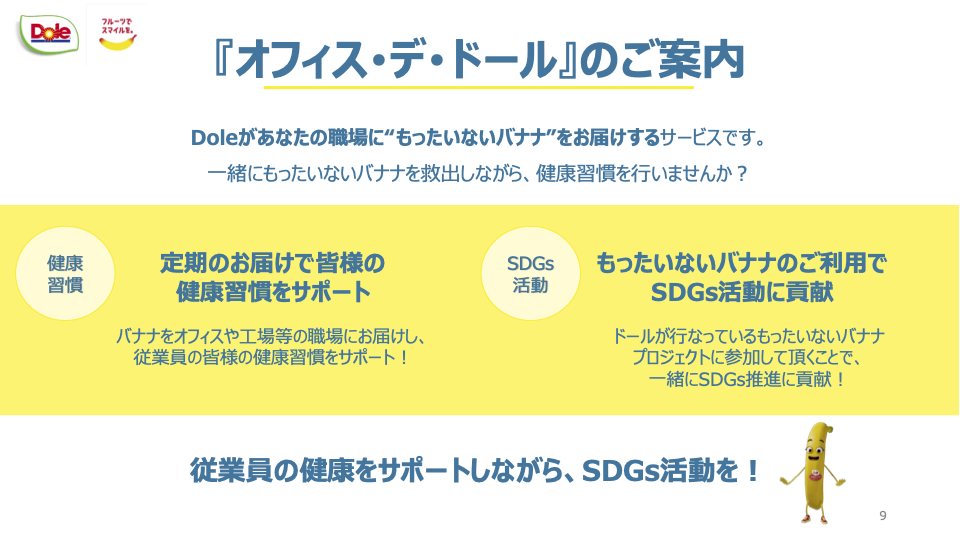 Dole
フルーツで
スマイルを。
『オフィス・デ・ドール』のご案内
Doleがあなたの職場に“もったいないバナナ”をお届けするサービスです。
一緒にもったいないバナナを救出しながら、健康習慣を行いませんか？
健康
習慣
定期のお届けで皆様の
健康習慣をサポート
バナナをオフィスや工場等の職場にお届けし、
従業員の皆様の健康習慣をサポート！
SDGs
活動
もったいないバナナのご利用で
SDGs活動に貢献
ドールが行なっているもったいないバナナ
プロジェクトに参加して頂くことで、
一緒にSDGs推進に貢献！
従業員の健康をサポートしながら、SDGs活動を！
9